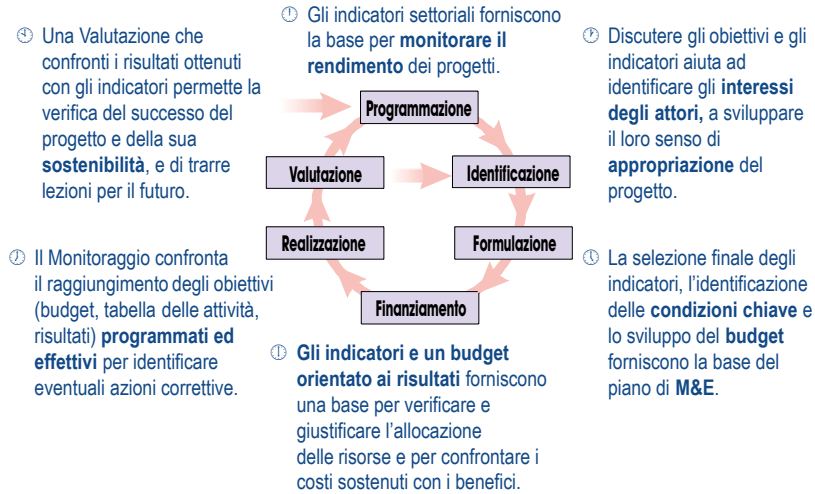 🕛 Gli indicatori settoriali forniscono
la base per monitorare il
rendimento dei progetti.
🕐 Discutere gli obiettivi e gli
indicatori aiuta ad
identificare gli interessi
degli attori, a sviluppare
il loro senso di
appropriazione del
progetto.
🕔 La selezione finale degli
indicatori, l’identificazione
delle condizioni chiave e
lo sviluppo del budget
forniscono la base del
piano di M&E.
🕕 Gli indicatori e un budget
orientato ai risultati forniscono
una base per verificare e
giustificare l’allocazione
delle risorse e per confrontare i
costi sostenuti con i benefici.
🕖 Il Monitoraggio confronta
il raggiungimento degli obiettivi
(budget, tabella delle attività,
risultati) programmati ed
effettivi per identificare
eventuali azioni correttive.
🕙 Una Valutazione che
confronti i risultati ottenuti
con gli indicatori permette la
verifica del successo del
progetto e della sua
sostenibilità, e di trarre
lezioni per il futuro.
Programmazione
Identificazione
Formulazione
Finanziamento
Realizzazione
Valutazione